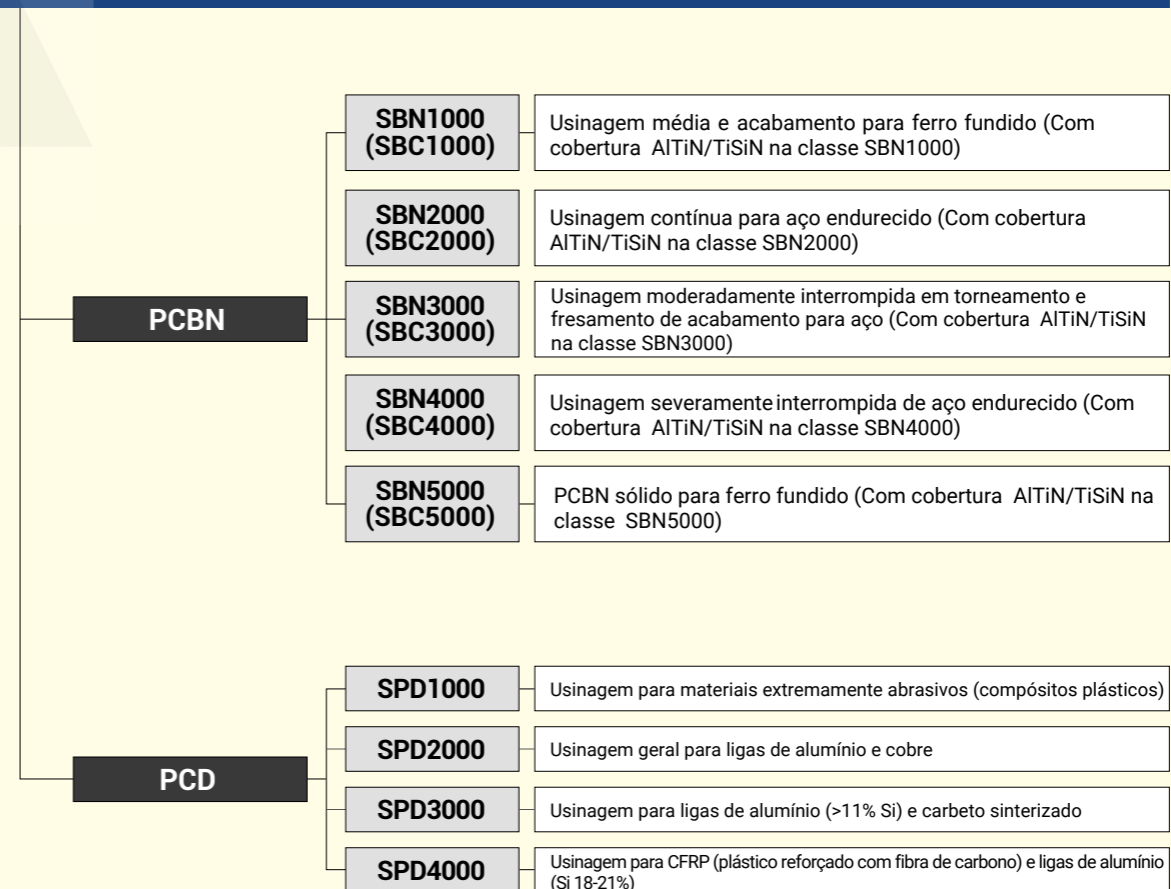 PCBN
SBN1000
(SBC1000)
Usinagem média e acabamento para ferro fundido (Com
cobertura AlTiN/TiSiN na classe SBN1000)
SBN2000
(SBC2000)
Usinagem contínua para aço endurecido (Com cobertura
AlTiN/TiSiN na classe SBN2000)
SBN3000
(SBC3000)
Usinagem moderadamente interrompida em torneamento e
fresamento de acabamento para aço (Com cobertura AlTiN/TiSiN
na classe SBN3000)
SBN4000
(SBC4000)
Usinagem severamente interrompida de aço endurecido (Com
cobertura AlTiN/TiSiN na classe SBN4000)
SBN5000
(SBC5000)
PCBN sólido para ferro fundido (Com cobertura AlTiN/TiSiN na
classe SBN5000)
PCD
SPD1000
Usinagem para materiais extremamente abrasivos (compósitos plásticos)
SPD2000
Usinagem geral para ligas de alumínio e cobre
SPD3000
Usinagem para ligas de alumínio (>11% Si) e carbeto sinterizado
SPD4000
Usinagem para CFRP (plástico reforçado com fibra de carbono) e ligas de alumínio
(Si 18-21%)